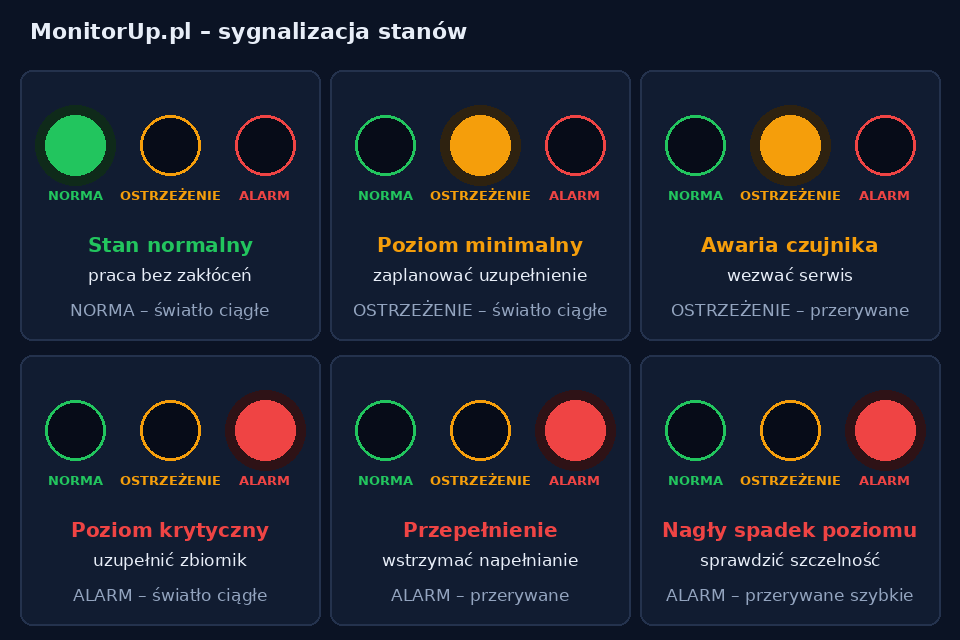 MonitorUp.pl – sygnalizacja stanów
NORMA OSTRZEŻENIE ALARM
Stan normalny
praca bez zakłóceń
NORMA – światło ciągłe
NORMA OSTRZEŻENIE ALARM
Poziom minimalny
zaplanować uzupełnienie
OSTRZEŻENIE – światło ciągłe
NORMA OSTRZEŻENIE ALARM
Awaria czujnika
wezwać serwis
OSTRZEŻENIE – przerywane
NORMA OSTRZEŻENIE ALARM
Poziom krytyczny
uzupełnić zbiornik
ALARM – światło ciągłe
NORMA OSTRZEŻENIE ALARM
Przepełnienie
wstrzymać napełnianie
ALARM – przerywane
NORMA OSTRZEŻENIE ALARM
Nagły spadek poziomu
sprawdzić szczelność
ALARM – przerywane szybkie